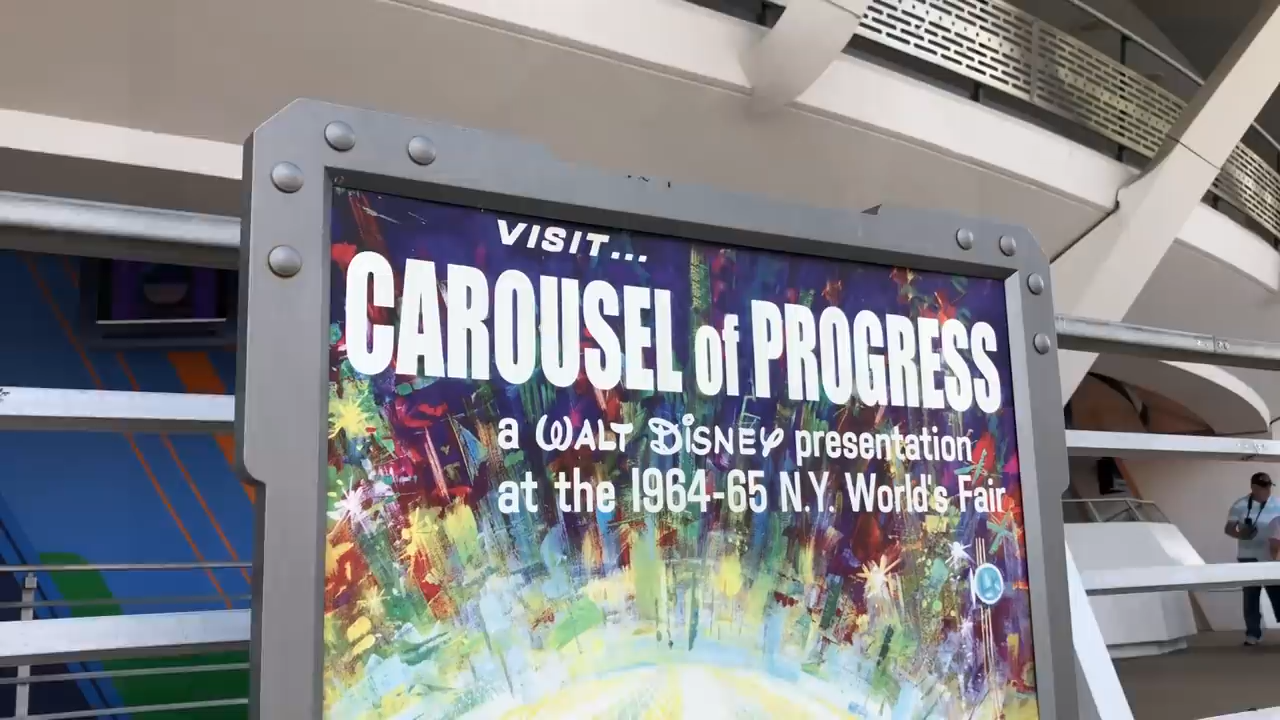 VISIT...
CAROUSEL of PROGRESS
a WALT DISNEY presentation
at the 1964-65 N.Y. World's Fair